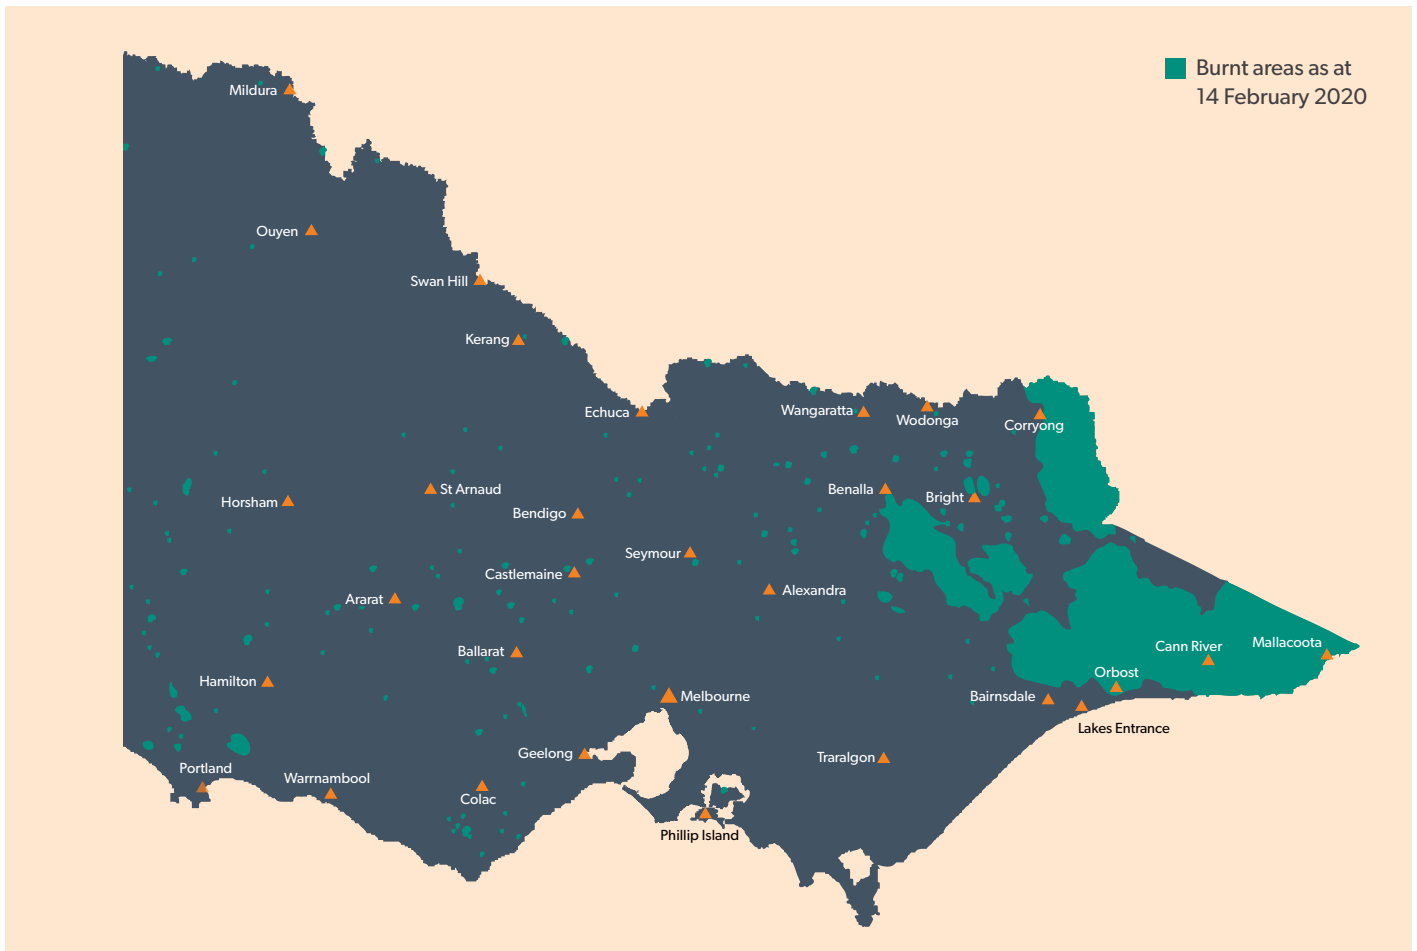 Burnt areas as at
14 February 2020
Mildura
Ouyen
Swan Hill
Kerang
Echuca
Wangaratta
Wodonga
Corryong
Horsham
St Arnaud
Bendigo
Benalla
Bright
Seymour
Castlemaine
Ararat
Alexandra
Ballarat
Hamilton
Melbourne
Bairnsdale
Orbost
Cann River
Mallacoota
Lakes Entrance
Geelong
Traralgon
Portland
Warrnambool
Colac
Phillip Island